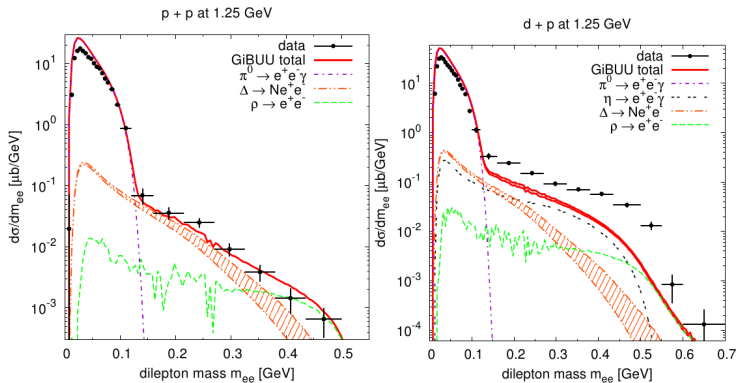 p + p at 1.25 GeV
data
GiBUU total
π⁰ → e⁺e⁻γ
Δ → Ne⁺e⁻
ρ → e⁺e⁻
10¹
10⁰
10⁻¹
10⁻²
10⁻³
dσ/dm_ee [μb/GeV]
0 0.1 0.2 0.3 0.4 0.5
dilepton mass m_ee [GeV]
d + p at 1.25 GeV
data
GiBUU total
π⁰ → e⁺e⁻γ
η → e⁺e⁻γ
Δ → Ne⁺e⁻
ρ → e⁺e⁻
10¹
10⁰
10⁻¹
10⁻²
10⁻³
10⁻⁴
dσ/dm_ee [μb/GeV]
0 0.1 0.2 0.3 0.4 0.5 0.6 0.7
dilepton mass m_ee [GeV]